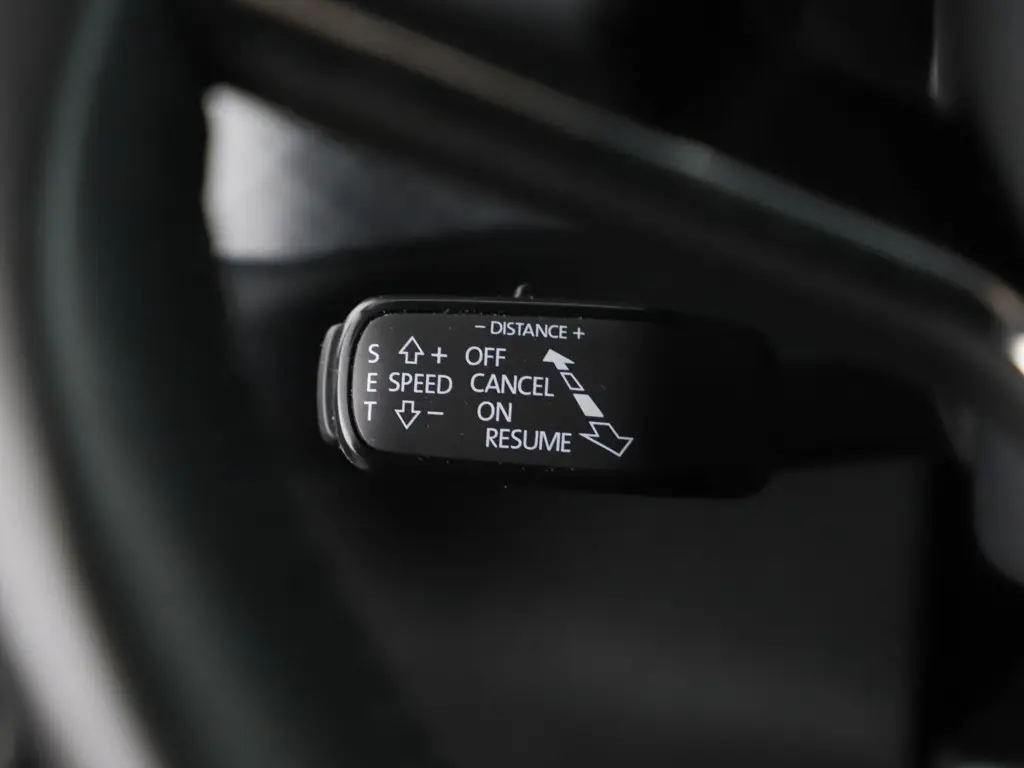 - DISTANCE +
S + OFF
E SPEED CANCEL
T - ON
RESUME